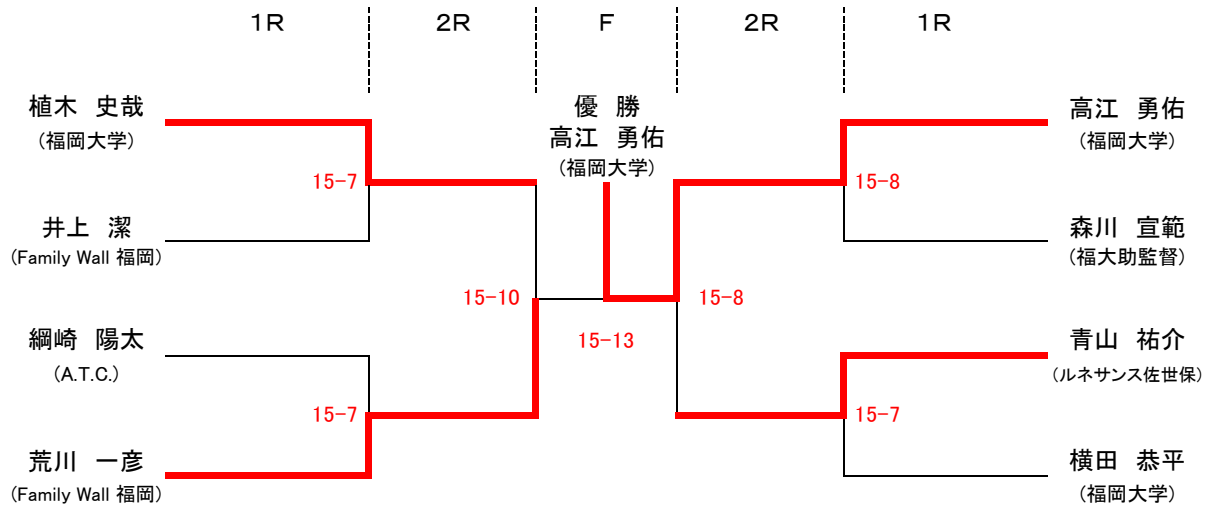 1R 2R F 2R 1R
植木 史哉
(福岡大学)
15-7
井上 潔
(Family Wall 福岡)
15-10
綱崎 陽太
(A.T.C.)
15-7
荒川 一彦
(Family Wall 福岡)
優 勝
高江 勇佑
(福岡大学)
15-13
高江 勇佑
(福岡大学)
15-8
森川 宣範
(福大助監督)
15-8
青山 祐介
(ルネサンス佐世保)
15-7
横田 恭平
(福岡大学)